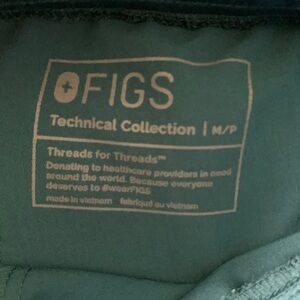 FIGS
Technical Collection | M/P
Threads for Threads™
Donating to healthcare providers in need
around the world. Because everyone
deserves to #wearFIGS
made in vietnam fabriqué au vietnam